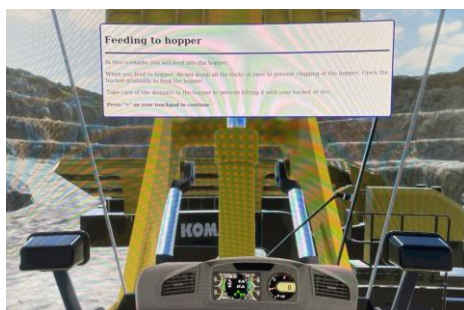 Feeding to hopper
In this scenario, you will feed into the hopper.
When you feed to hopper, do not dump all the rocks at once to prevent clogging of the hopper. Open the
bucket gradually to feed the hopper.
Take care of the distance to the hopper to prevent hitting it with your bucket or tire.
Press "○" on your touchpad to continue
KOM
0